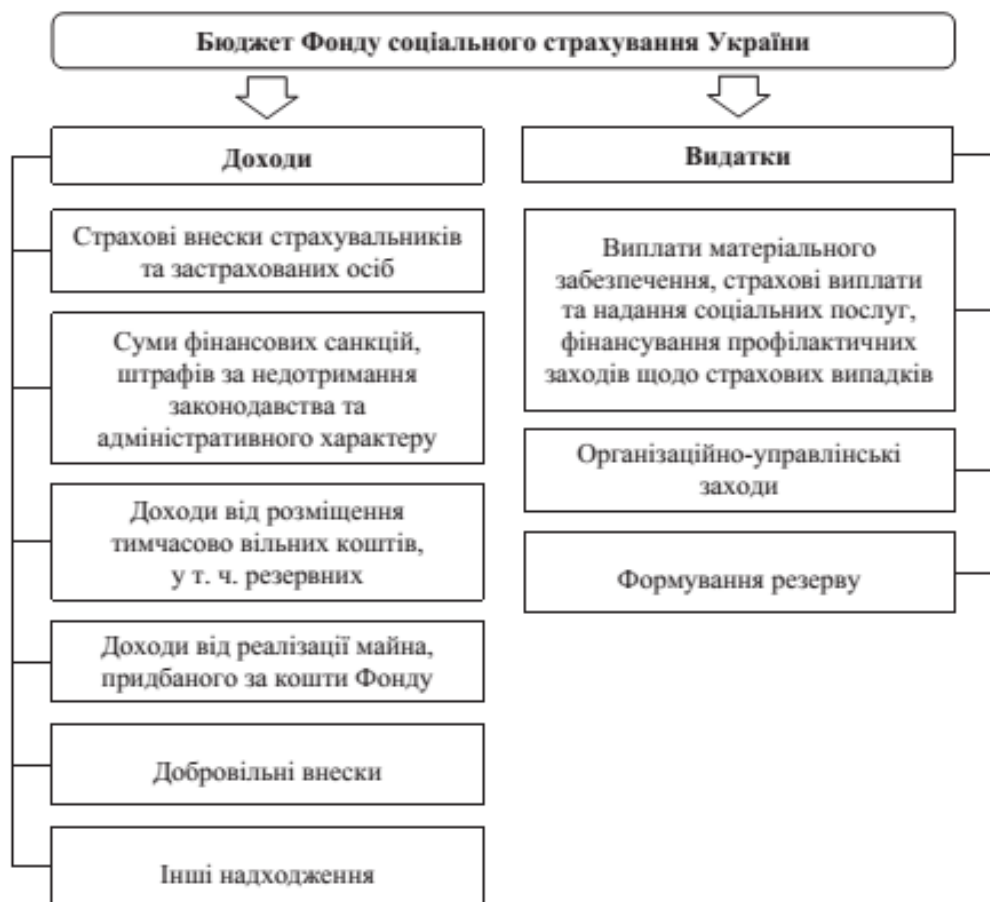 Бюджет Фонду соціального страхування України
Доходи
Страхові внески страхувальників
та застрахованих осіб
Суми фінансових санкцій,
штрафів за недотримання
законодавства та
адміністративного характеру
Доходи від розміщення
тимчасово вільних коштів,
у т. ч. резервних
Доходи від реалізації майна,
придбаного за кошти Фонду
Добровільні внески
Інші надходження
Видатки
Виплати матеріального
забезпечення, страхові виплати
та надання соціальних послуг,
фінансування профілактичних
заходів щодо страхових випадків
Організаційно-управлінські
заходи
Формування резерву